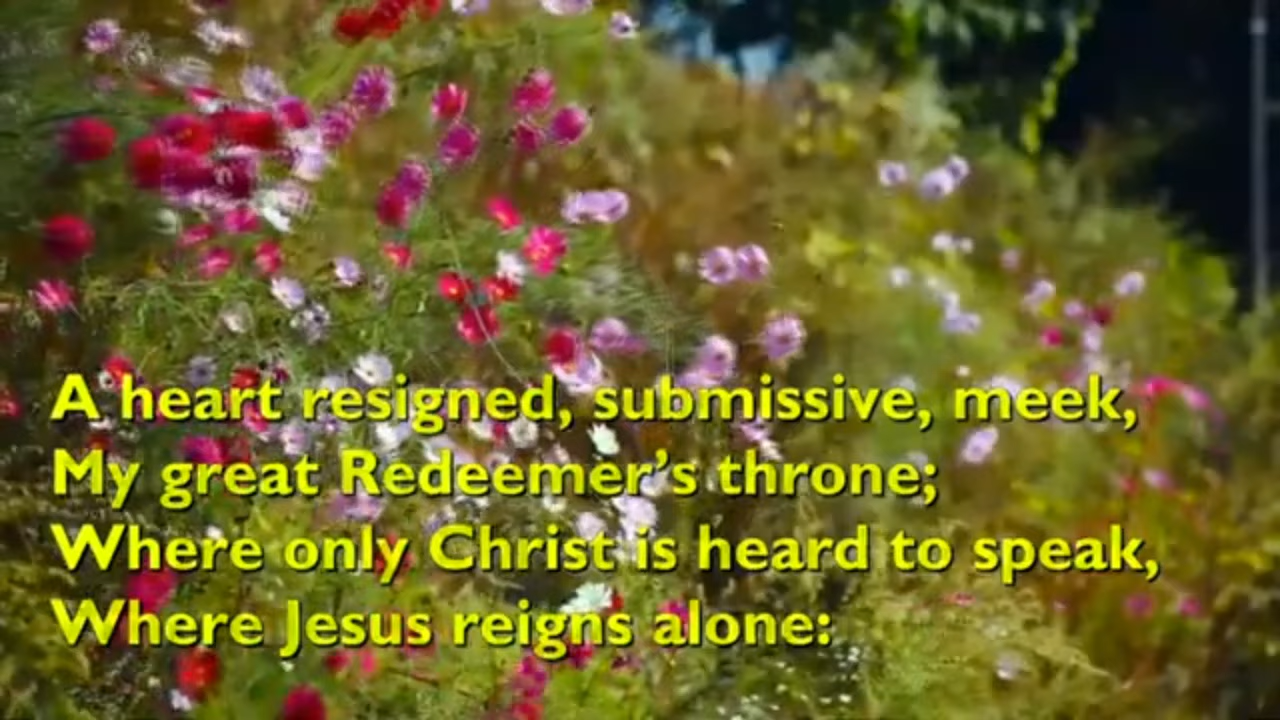 A heart resigned, submissive, meek,
My great Redeemer’s throne;
Where only Christ is heard to speak,
Where Jesus reigns alone: